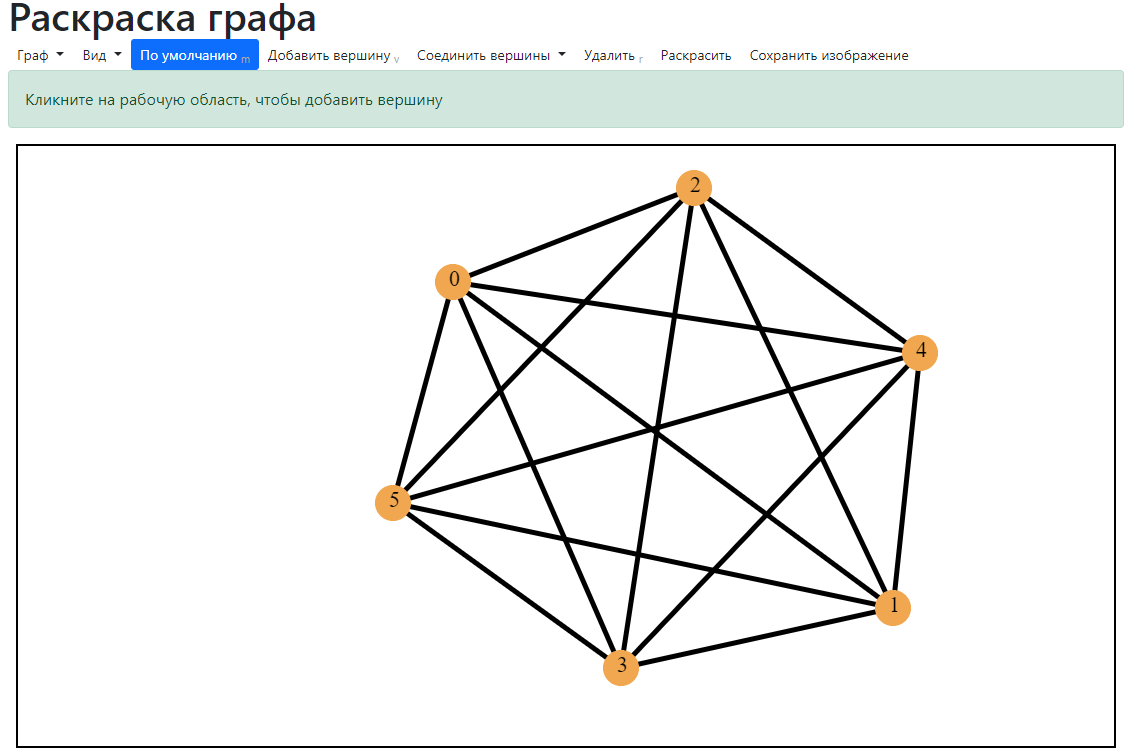 Раскраска графа
Граф Вид По умолчанию m Добавить вершину v Соединить вершины Удалить r Раскрасить Сохранить изображение
Кликните на рабочую область, чтобы добавить вершину
2
0
4
5
1
3